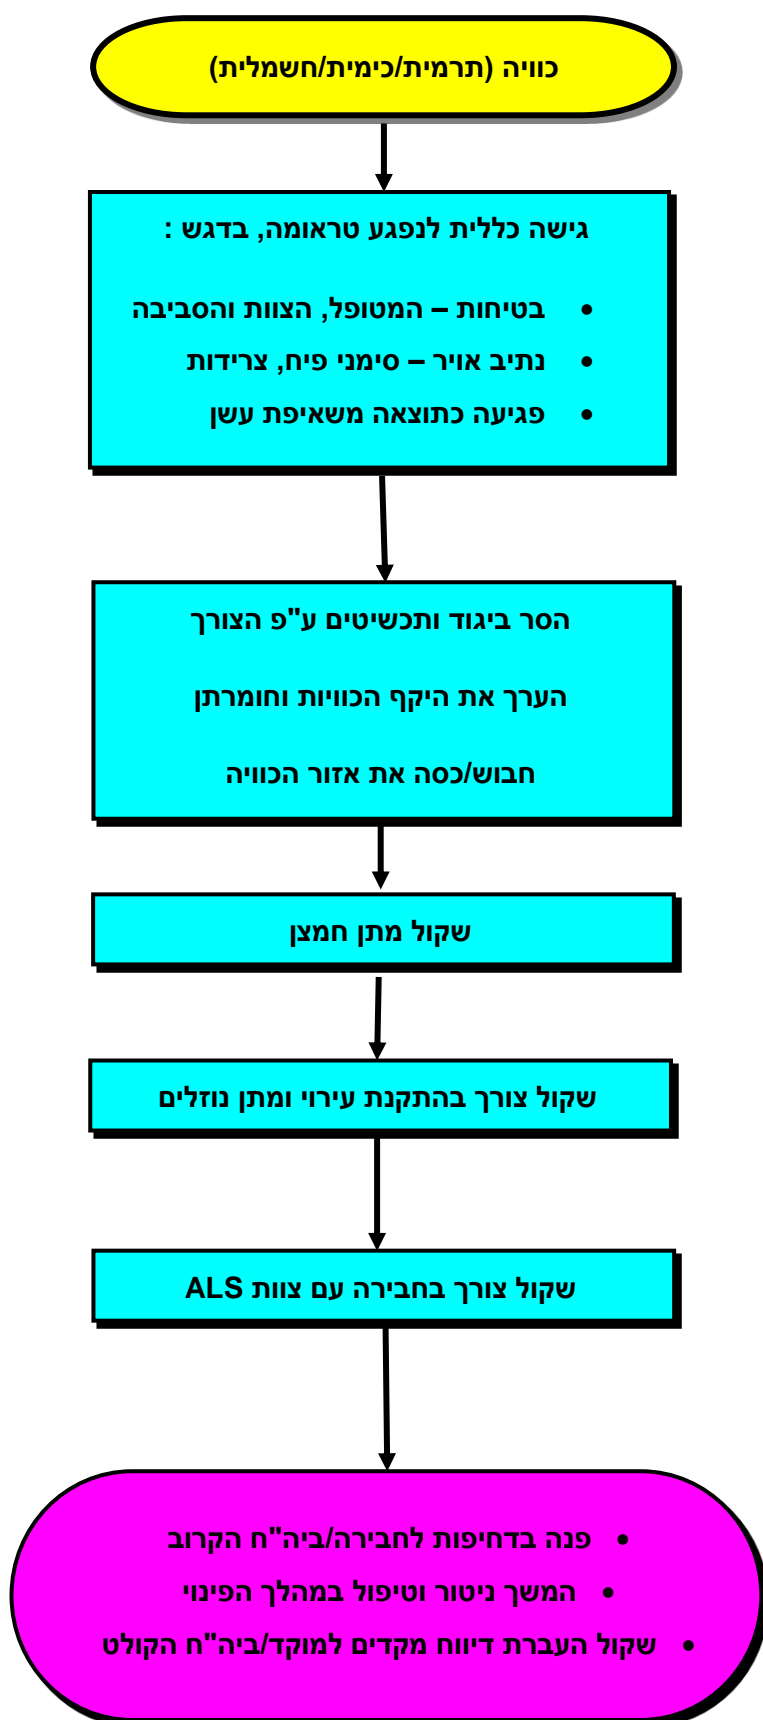 כוויה (תרמית/כימית/חשמלית)
גישה כללית לנפגע טראומה, בדגש :
• בטיחות – המטופל, הצוות והסביבה
• נתיב אויר – סימני פיח, צרידות
• פגיעה כתוצאה משאיפת עשן
הסר ביגוד ותכשיטים ע"פ הצורך
הערך את היקף הכוויות וחומרתן
חבוש/כסה את אזור הכוויה
שקול מתן חמצן
שקול צורך בהתקנת עירוי ומתן נוזלים
שקול צורך בחבירה עם צוות ALS
• פנה בדחיפות לחבירה/ביה"ח הקרוב
• המשך ניטור וטיפול במהלך הפינוי
• שקול העברת דיווח מקדים למוקד/ביה"ח הקולט